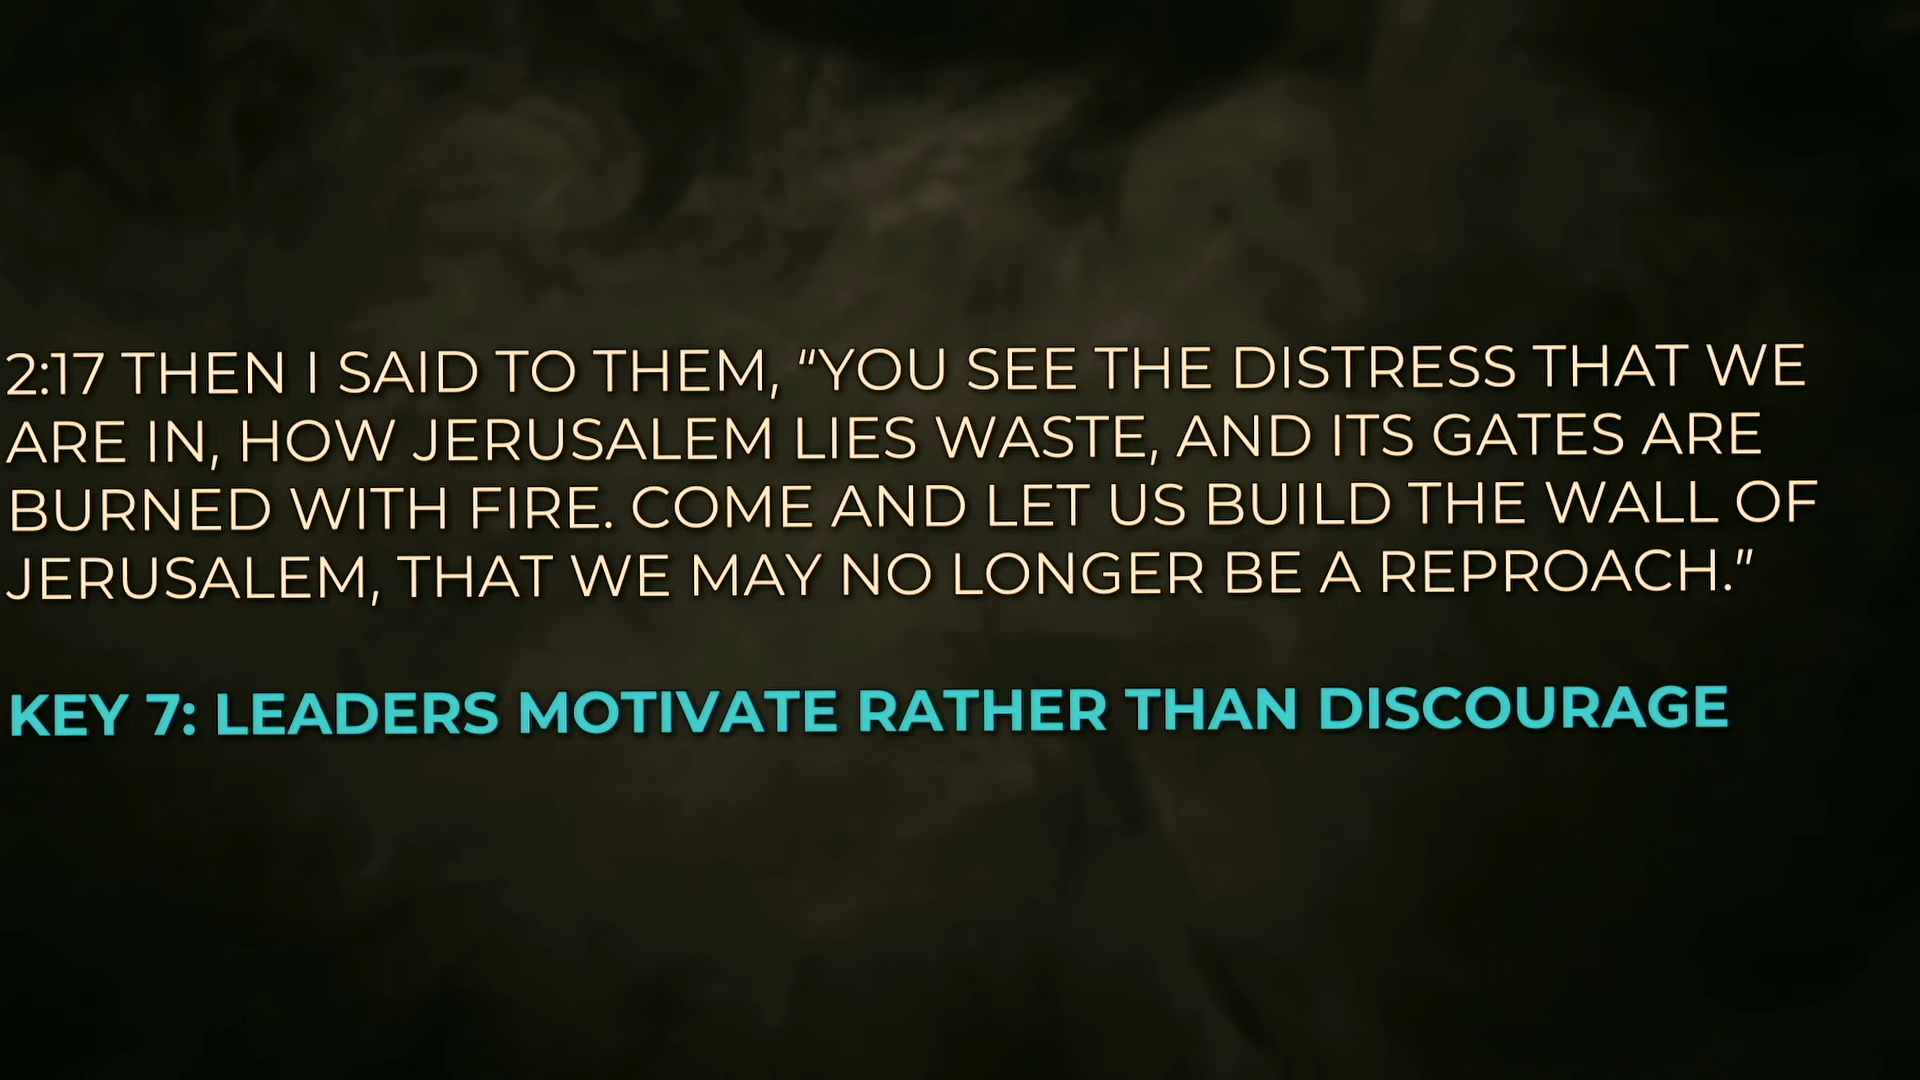 2:17 THEN I SAID TO THEM, “YOU SEE THE DISTRESS THAT WE
ARE IN, HOW JERUSALEM LIES WASTE, AND ITS GATES ARE
BURNED WITH FIRE. COME AND LET US BUILD THE WALL OF
JERUSALEM, THAT WE MAY NO LONGER BE A REPROACH.”
KEY 7: LEADERS MOTIVATE RATHER THAN DISCOURAGE